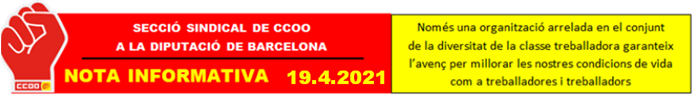 SECCIÓ SINDICAL DE CCOO
A LA DIPUTACIÓ DE BARCELONA
NOTA INFORMATIVA 19.4.2021
CCOO
Només una organització arrelada en el conjunt
de la diversitat de la classe treballadora garanteix
l'avenç per millorar les nostres condicions de vida
com a treballadores i treballadors